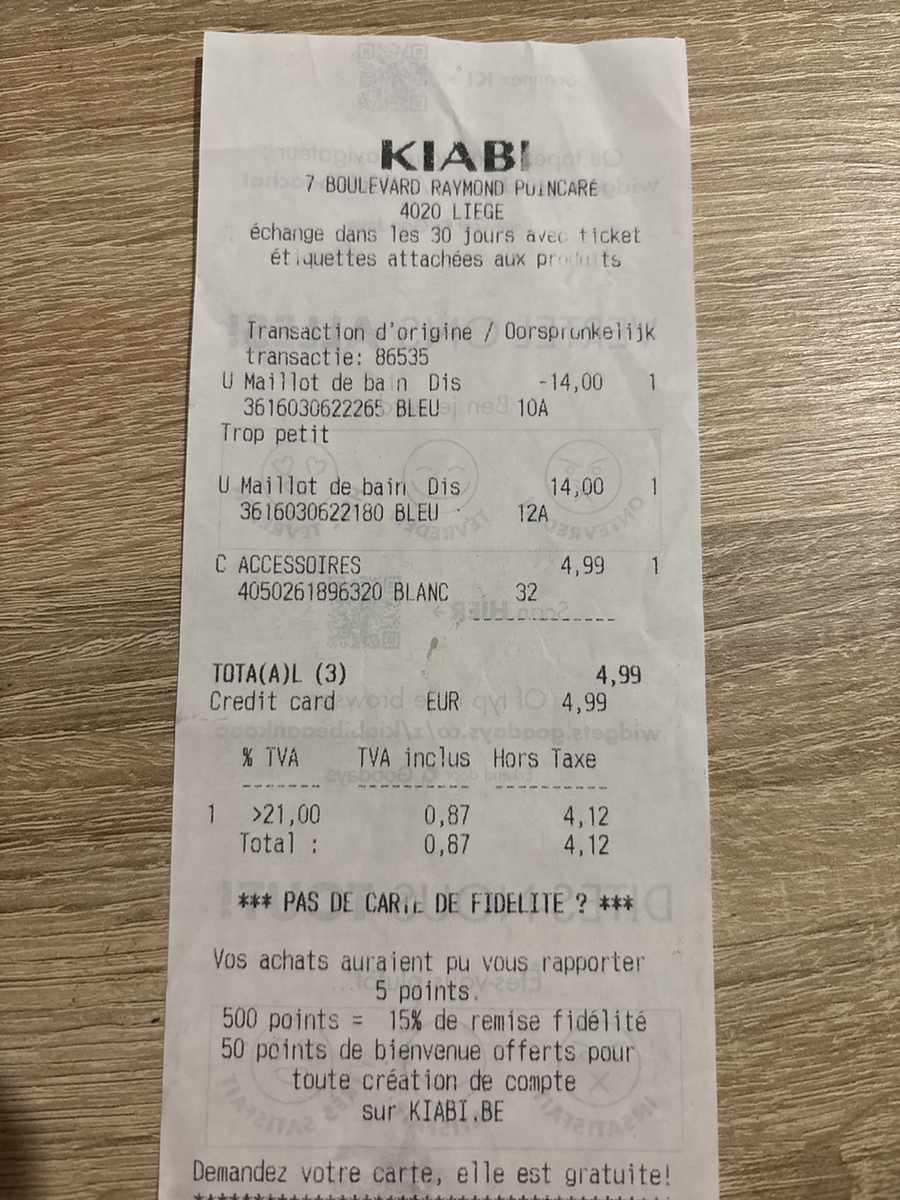 KIABI
7 BOULEVARD RAYMOND POINCARÉ
4020 LIEGE
échange dans les 30 jours avec ticket
étiquettes attachées aux produits
Transaction d'origine / Oorspronkelijk
transactie: 86535
U Maillot de bain Dis -14,00 1
3616030622265 BLEU 10A
Trop petit
U Maillot de bain Dis 14,00 1
3616030622180 BLEU 12A
C ACCESSOIRES 4,99 1
4050261896320 BLANC 32
------------
TOTA(A)L (3) 4,99
Credit card EUR 4,99
% TVA TVA inclus Hors Taxe
1 >21,00 0,87 4,12
Total : 0,87 4,12
*** PAS DE CARTE DE FIDELITE ? ***
Vos achats auraient pu vous rapporter
5 points.
500 points = 15% de remise fidélité
50 points de bienvenue offerts pour
toute création de compte
sur KIABI.BE
Demandez votre carte, elle est gratuite!